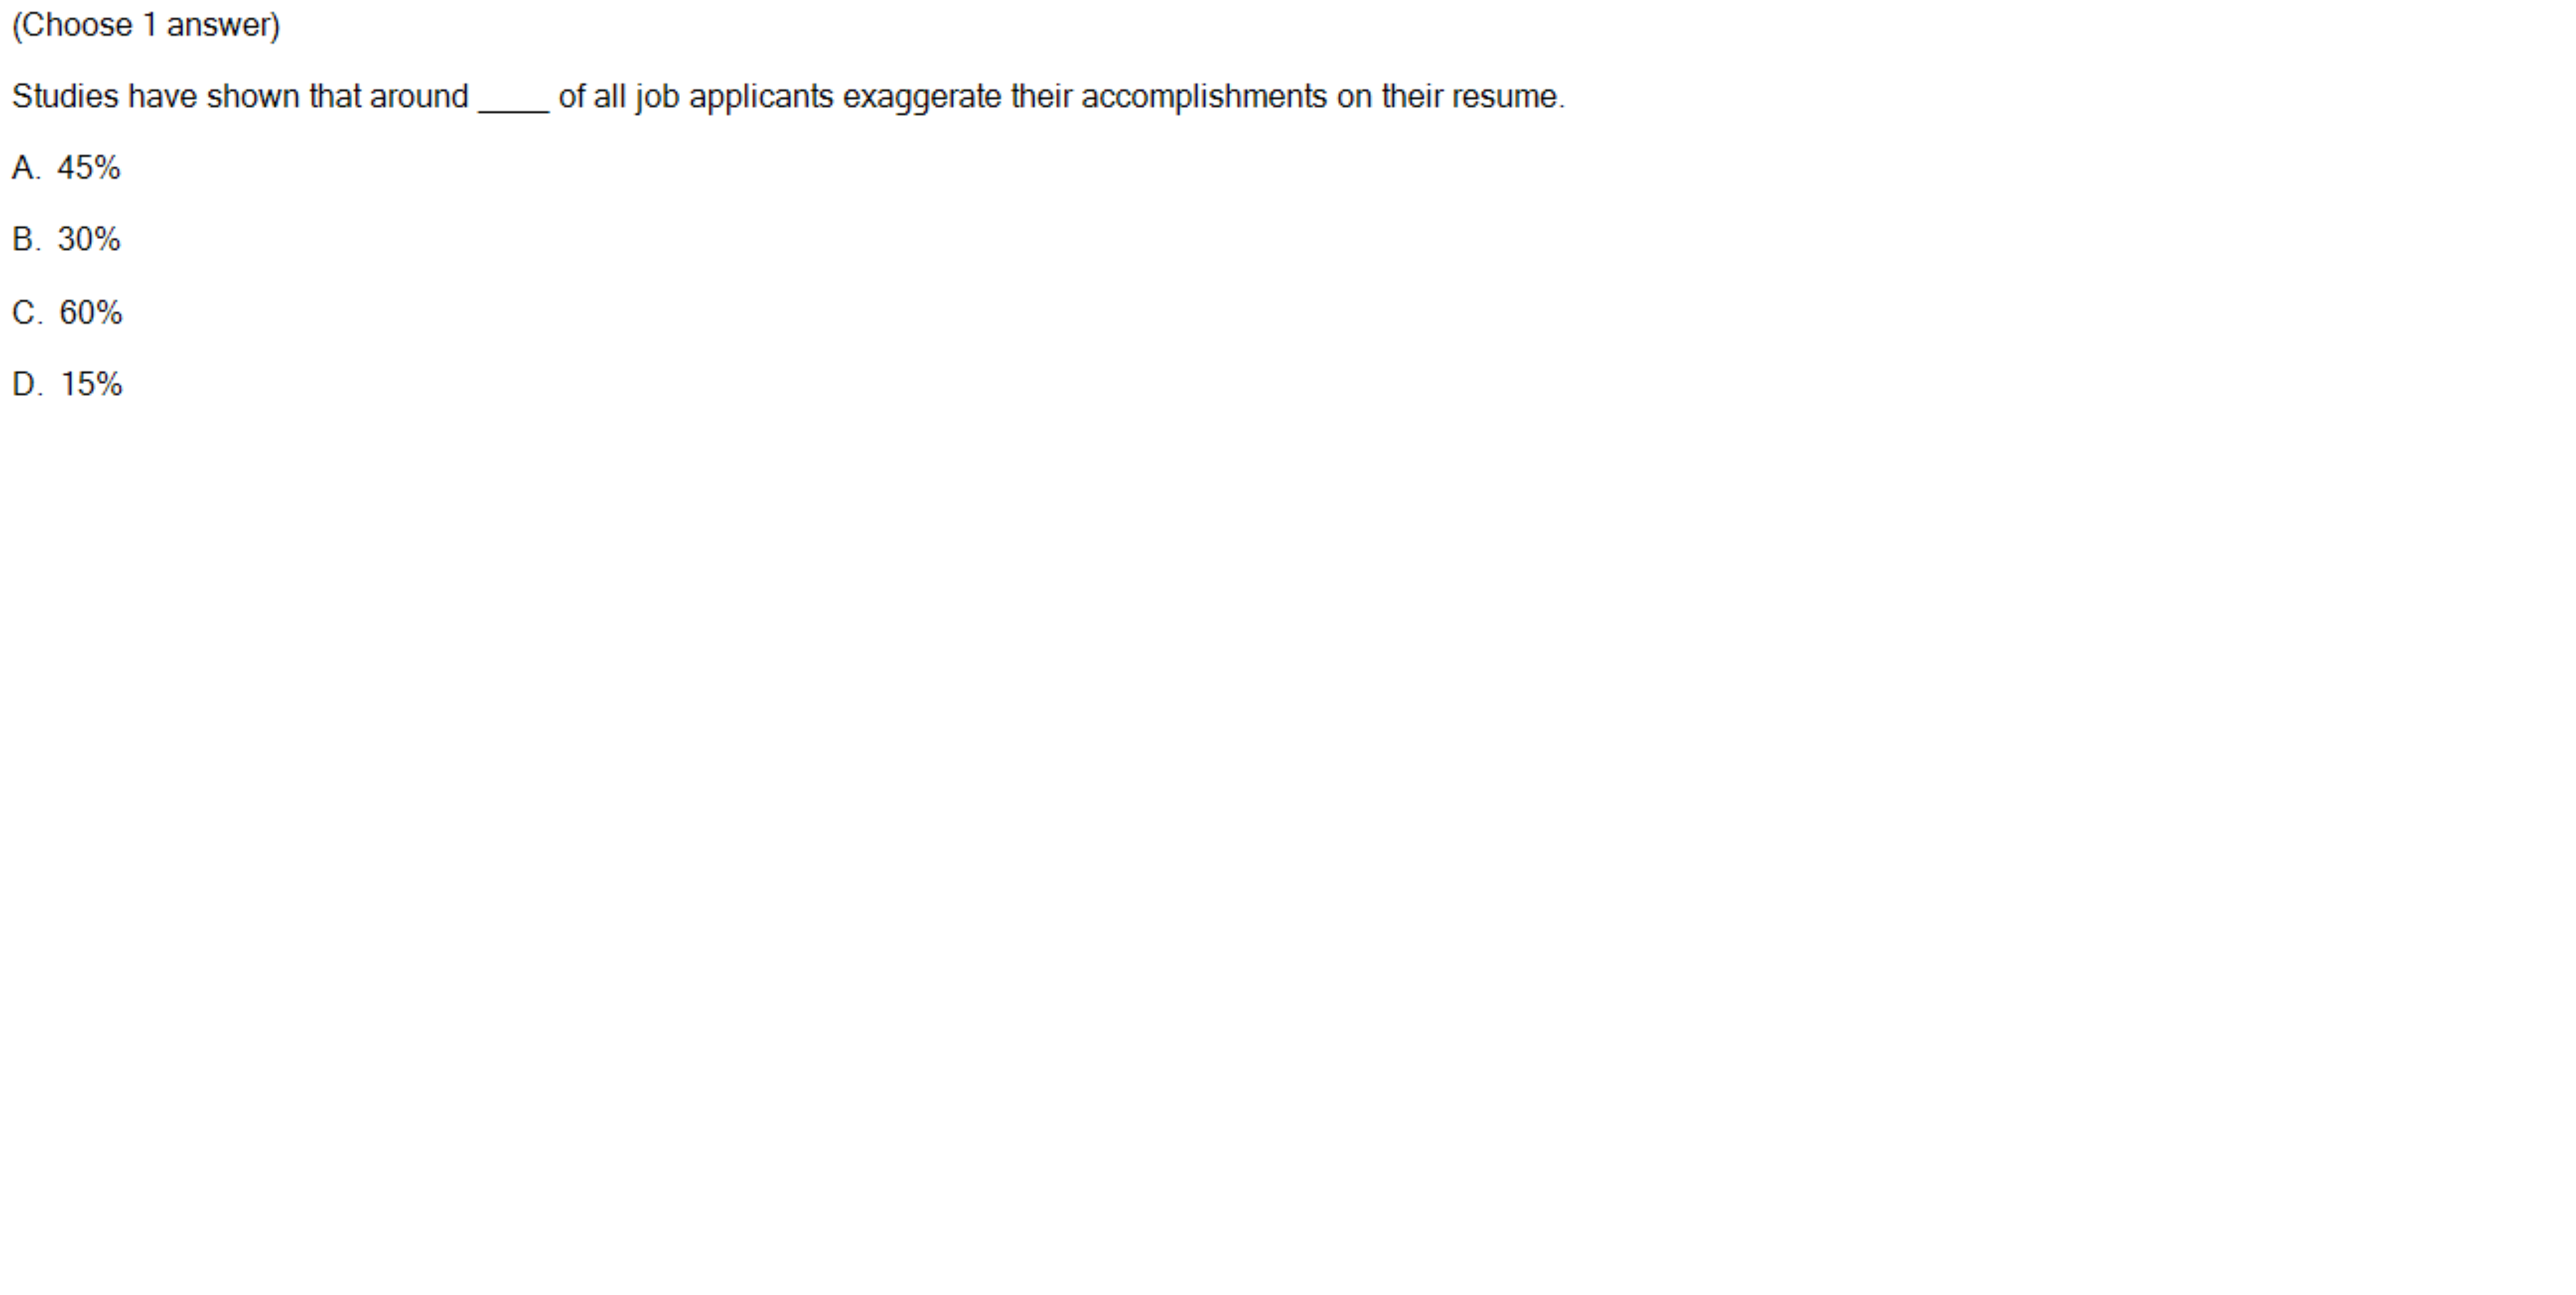 (Choose 1 answer)
Studies have shown that around ____ of all job applicants exaggerate their accomplishments on their resume.
A. 45%
B. 30%
C. 60%
D. 15%